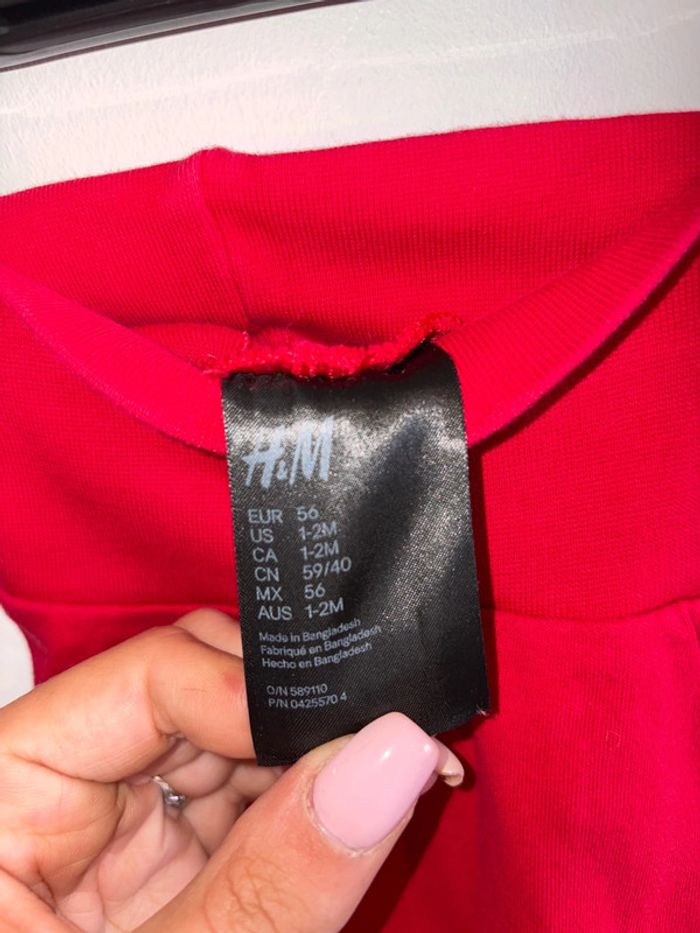 H&M
EUR 56
US 1-2M
CA 1-2M
CN 59/40
MX 56
AUS 1-2M
Made in Bangladesh
Fabriqué en Bangladesh
Hecho en Bangladesh
O/N 589110
P/N 0425570 4